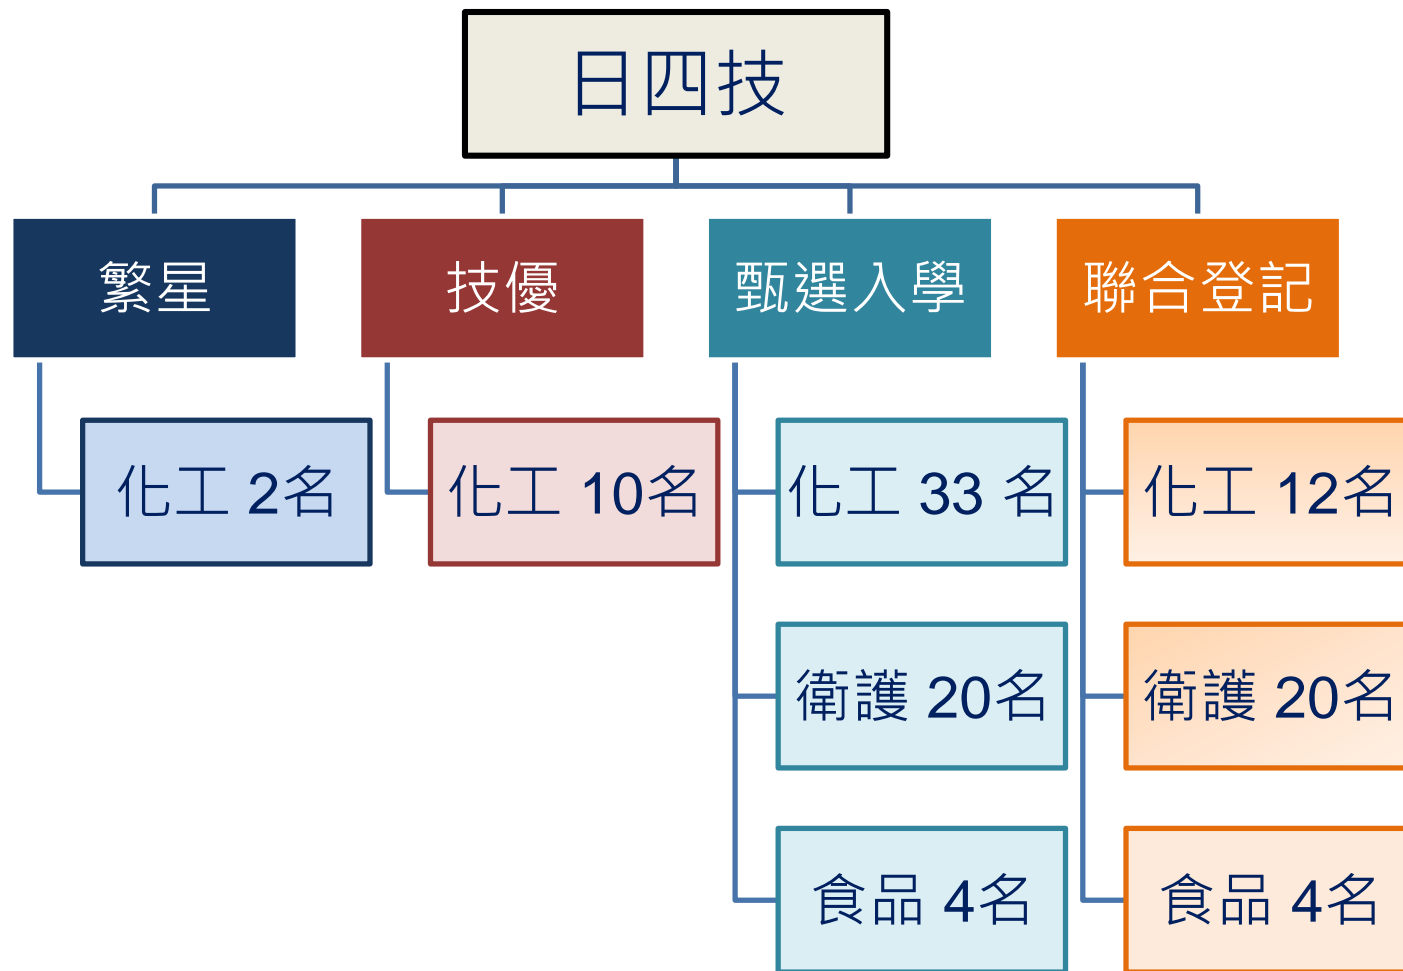 日四技
繁星
技優
甄選入學
聯合登記
化工 2名
化工 10名
化工 33 名
化工 12名
衛護 20名
衛護 20名
食品 4名
食品 4名